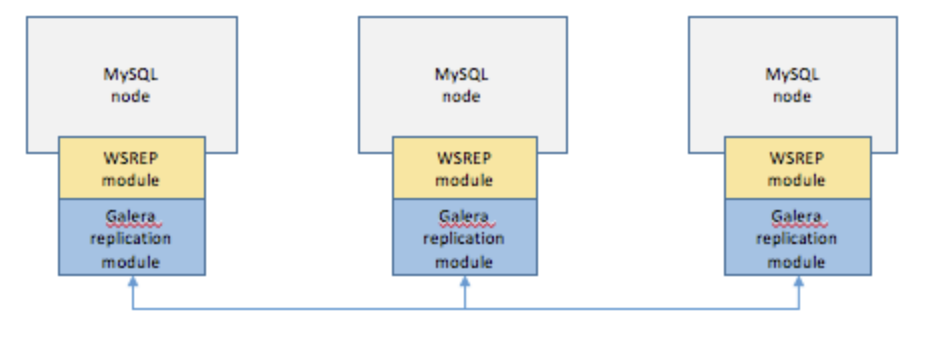 MySQL
node
WSREP
module
Galera
replication
module
MySQL
node
WSREP
module
Galera
replication
module
MySQL
node
WSREP
module
Galera
replication
module